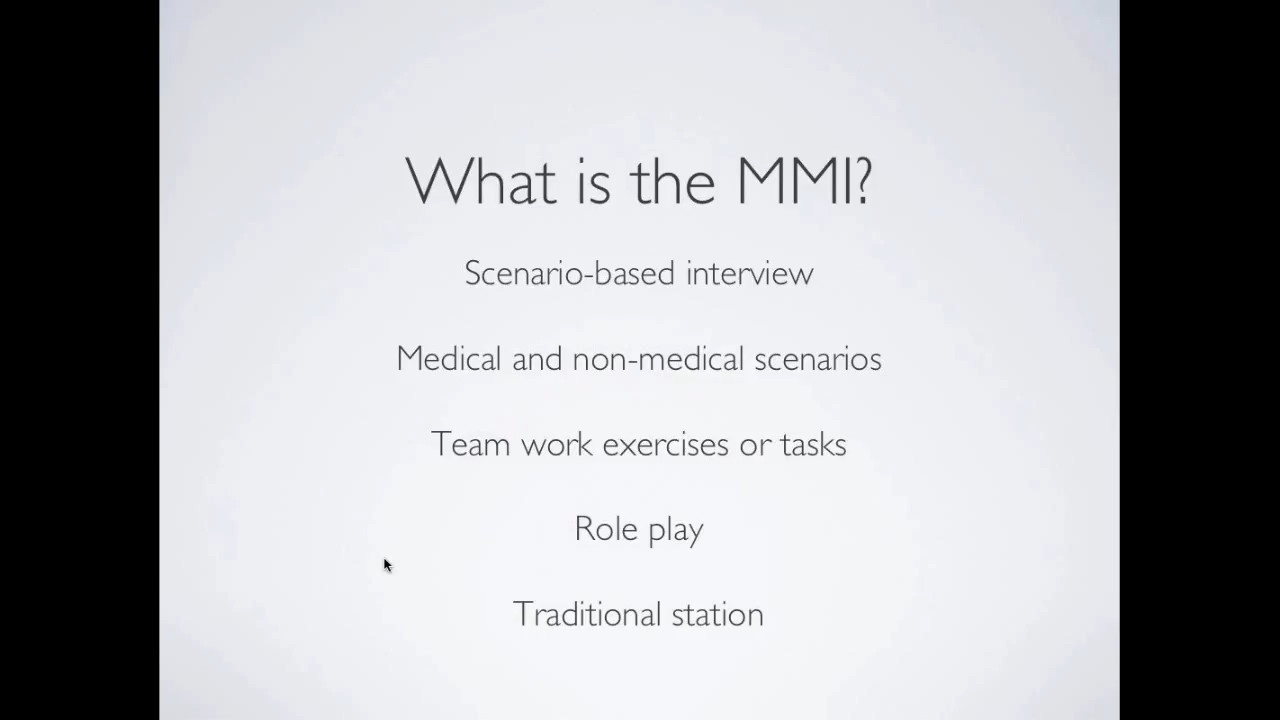 What is the MMI?
Scenario-based interview
Medical and non-medical scenarios
Team work exercises or tasks
Role play
Traditional station